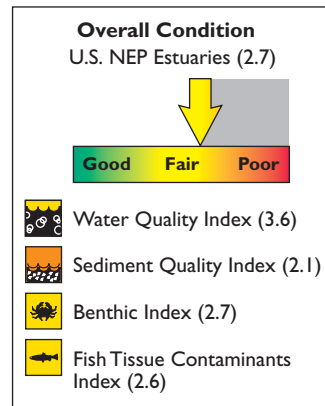 Overall Condition
U.S. NEP Estuaries (2.7)
Good Fair Poor
Water Quality Index (3.6)
Sediment Quality Index (2.1)
Benthic Index (2.7)
Fish Tissue Contaminants
Index (2.6)